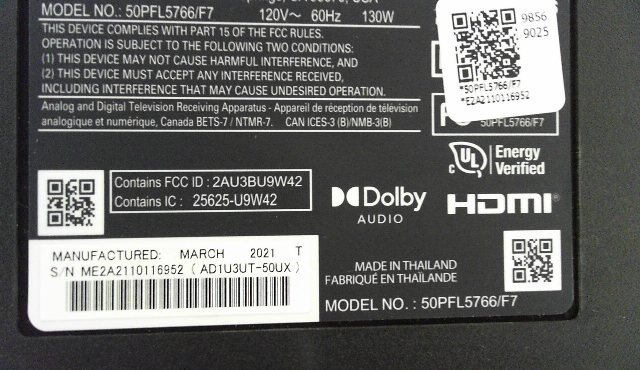 MODEL NO.: 50PFL5766/F7 120V~ 60Hz 130W
THIS DEVICE COMPLIES WITH PART 15 OF THE FCC RULES.
OPERATION IS SUBJECT TO THE FOLLOWING TWO CONDITIONS:
(1) THIS DEVICE MAY NOT CAUSE HARMFUL INTERFERENCE, AND
(2) THIS DEVICE MUST ACCEPT ANY INTERFERENCE RECEIVED,
INCLUDING INTERFERENCE THAT MAY CAUSE UNDESIRED OPERATION.
Analog and Digital Television Receiving Apparatus - Appareil de réception de télévision
analogique et numérique, Canada BETS-7 / NTMR-7. CAN ICES-3 (B)/NMB-3(B)
9856
9025
*50PFL5766/F7
*E2A2110116952
50PFL5766/F7
c UL Energy
Verified
Contains FCC ID : 2AU3BU9W42
Contains IC : 25625-U9W42
Dolby
AUDIO
HDMI
MANUFACTURED: MARCH 2021 T
S/N ME2A2110116952 ( AD1U3UT-50UX )
MADE IN THAILAND
FABRIQUÉ EN THAÏLANDE
MODEL NO. : 50PFL5766/F7